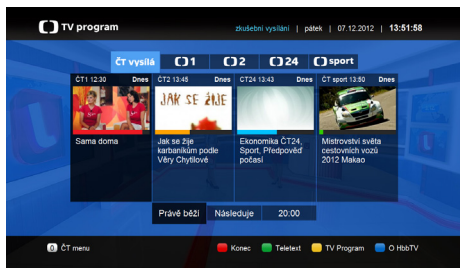 TV program
zkušební vysílání | pátek | 07.12.2012 | 13:51:58
ČT vysílá 1 2 24 sport
ČT1 12:30 Dnes
Sama doma
ČT2 13:45 Dnes
JAK SE ŽIJE
Jak se žije
karbaníkům podle
Věry Chytilové
CT24 13:43 Dnes
Ekonomika ČT24,
Sport, Předpověď
počasí
ČT sport 13:50 Dnes
Mistrovství světa
cestovních vozů
2012 Makao
Právě běží Následuje 20:00
0 ČT menu Konec Teletext TV Program O HbbTV